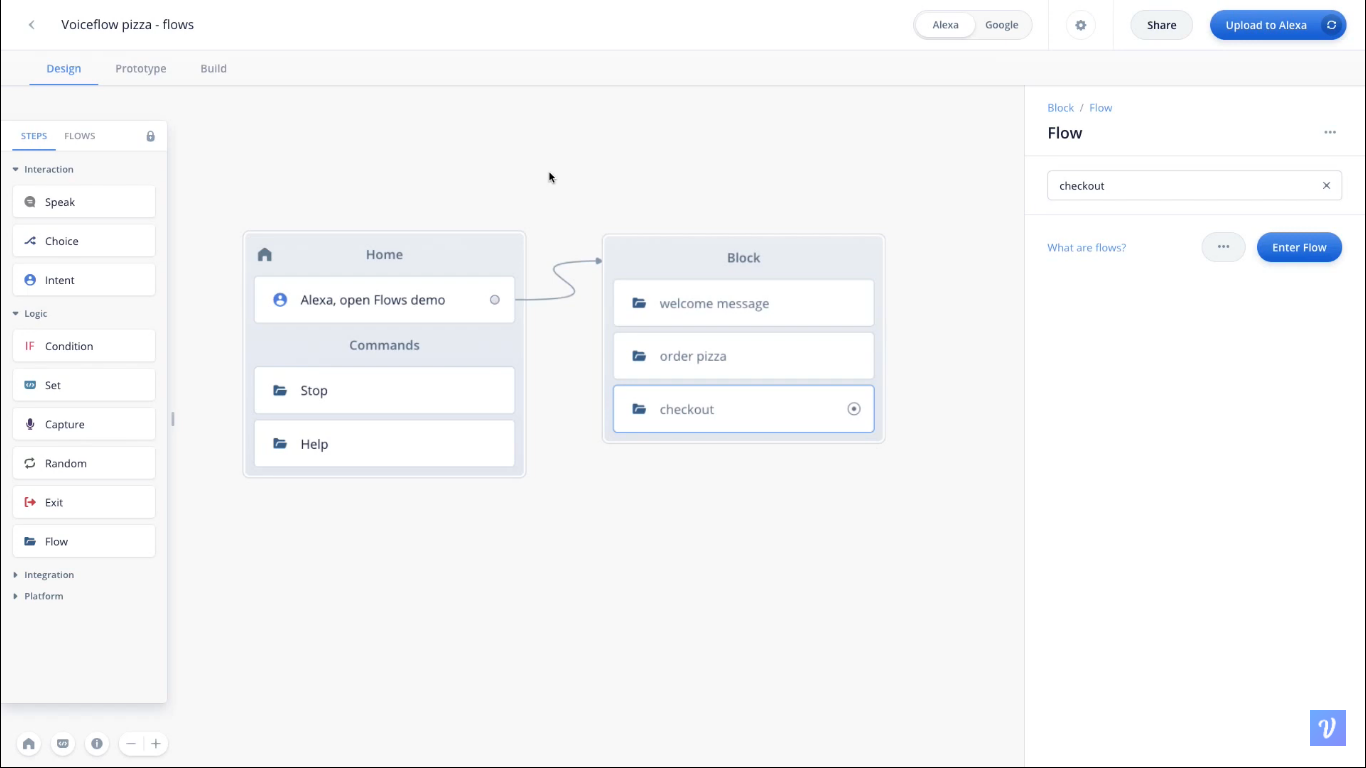 Voiceflow pizza - flows
Alexa
Google
Share
Upload to Alexa
Design
Prototype
Build
STEPS
FLOWS
Interaction
Speak
Choice
Intent
Logic
IF Condition
Set
Capture
Random
Exit
Flow
Integration
Platform
Home
Alexa, open Flows demo
Commands
Stop
Help
Block
welcome message
order pizza
checkout
Block / Flow
Flow
checkout
What are flows?
Enter Flow
V